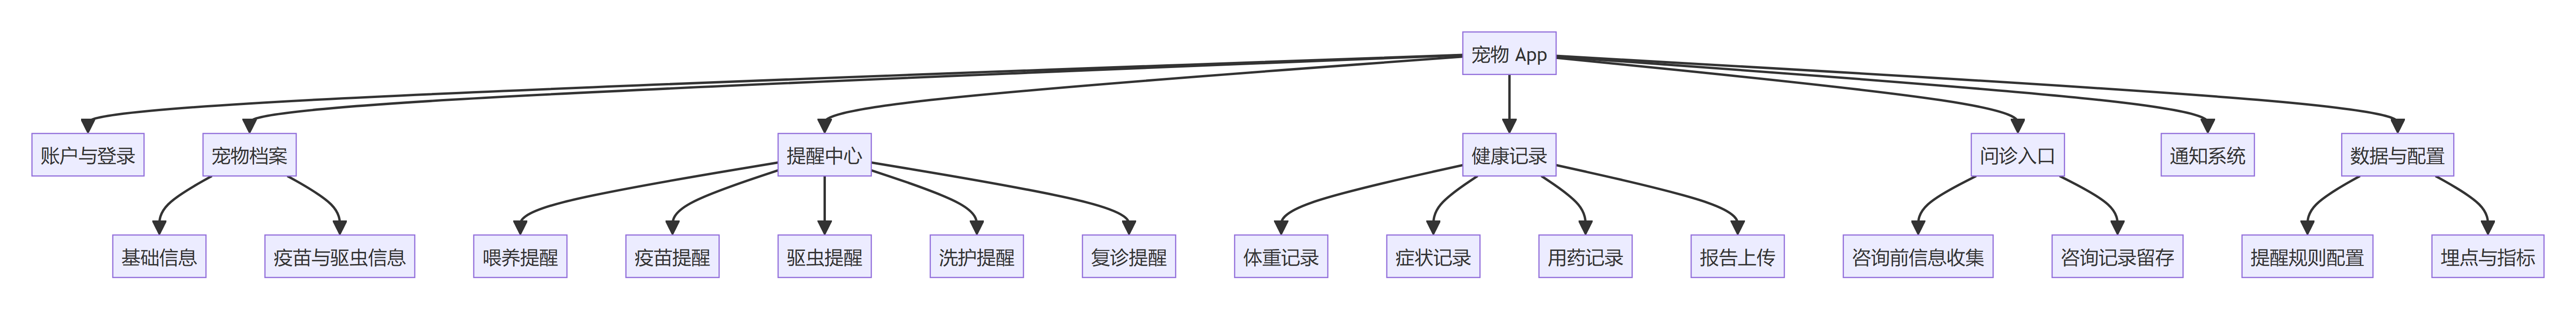 宠物 App
账户与登录
宠物档案
提醒中心
健康记录
问诊入口
通知系统
数据与配置
基础信息
疫苗与驱虫信息
喂养提醒
疫苗提醒
驱虫提醒
洗护提醒
复诊提醒
体重记录
症状记录
用药记录
报告上传
咨询前信息收集
咨询记录留存
提醒规则配置
埋点与指标